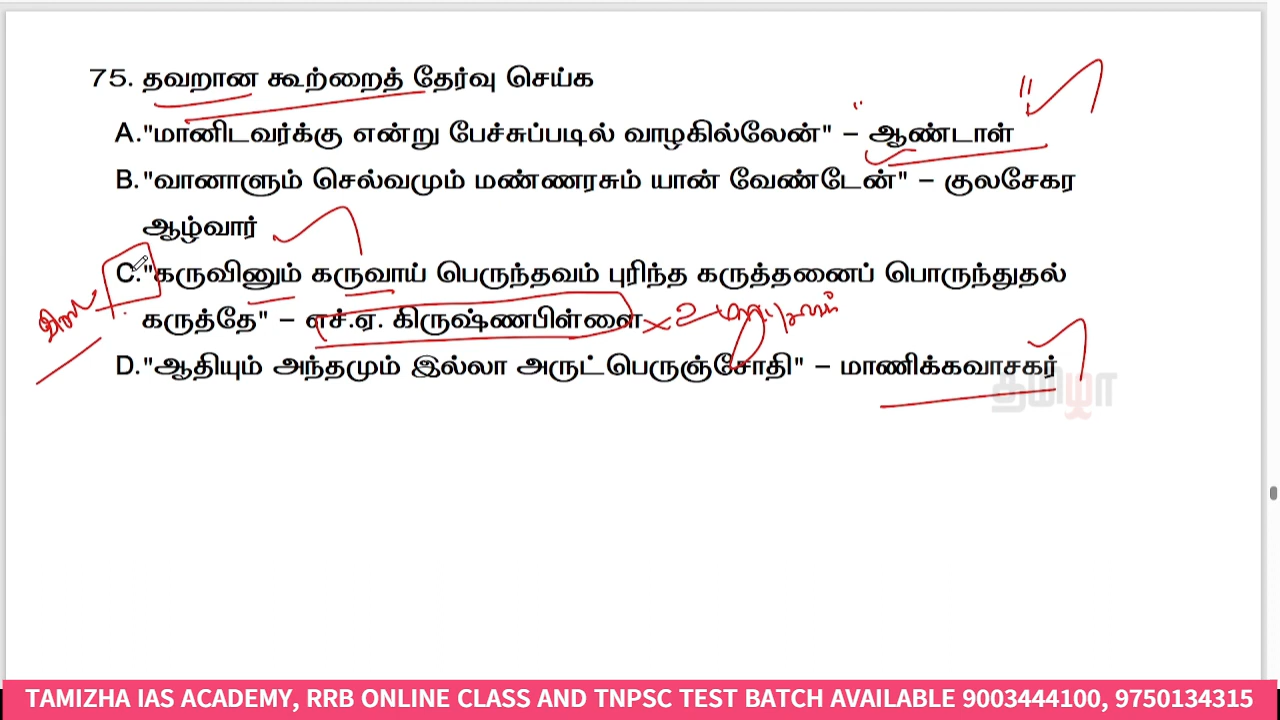 75. தவறான கூற்றைத் தேர்வு செய்க
A."மானிடவர்க்கு என்று பேச்சுப்படில் வாழகில்லேன்" – ஆண்டாள்
B."வானாளும் செல்வமும் மண்ணரசும் யான் வேண்டேன்" – குலசேகர
ஆழ்வார்
C."கருவினும் கருவாய் பெருந்தவம் புரிந்த கருத்தனைப் பொருந்துதல்
கருத்தே" – எச்.ஏ. கிருஷ்ணபிள்ளை
D."ஆதியும் அந்தமும் இல்லா அருட்பெருஞ்சோதி" – மாணிக்கவாசகர்
தமிழா
TAMIZHA IAS ACADEMY, RRB ONLINE CLASS AND TNPSC TEST BATCH AVAILABLE 9003444100, 9750134315